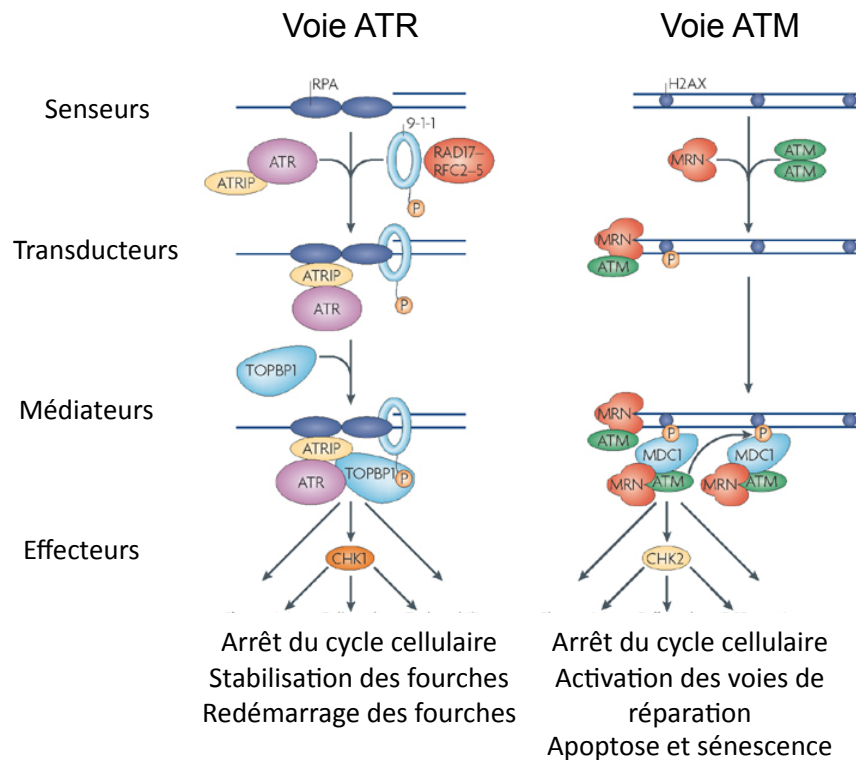 Voie ATR
Voie ATM
Senseurs
RPA
9-1-1
ATR
ATRIP
RAD17–
RFC2–5
P
H2AX
MRN
ATM
ATM
Transducteurs
ATRIP
ATR
P
MRN
ATM
P
TOPBP1
Médiateurs
ATRIP
ATR
TOPBP1
P
MRN
ATM
P
P
MDC1
MDC1
MRN
ATM
MRN
ATM
Effecteurs
CHK1
CHK2
Arrêt du cycle cellulaire
Stabilisation des fourches
Redémarrage des fourches
Arrêt du cycle cellulaire
Activation des voies de
réparation
Apoptose et sénescence